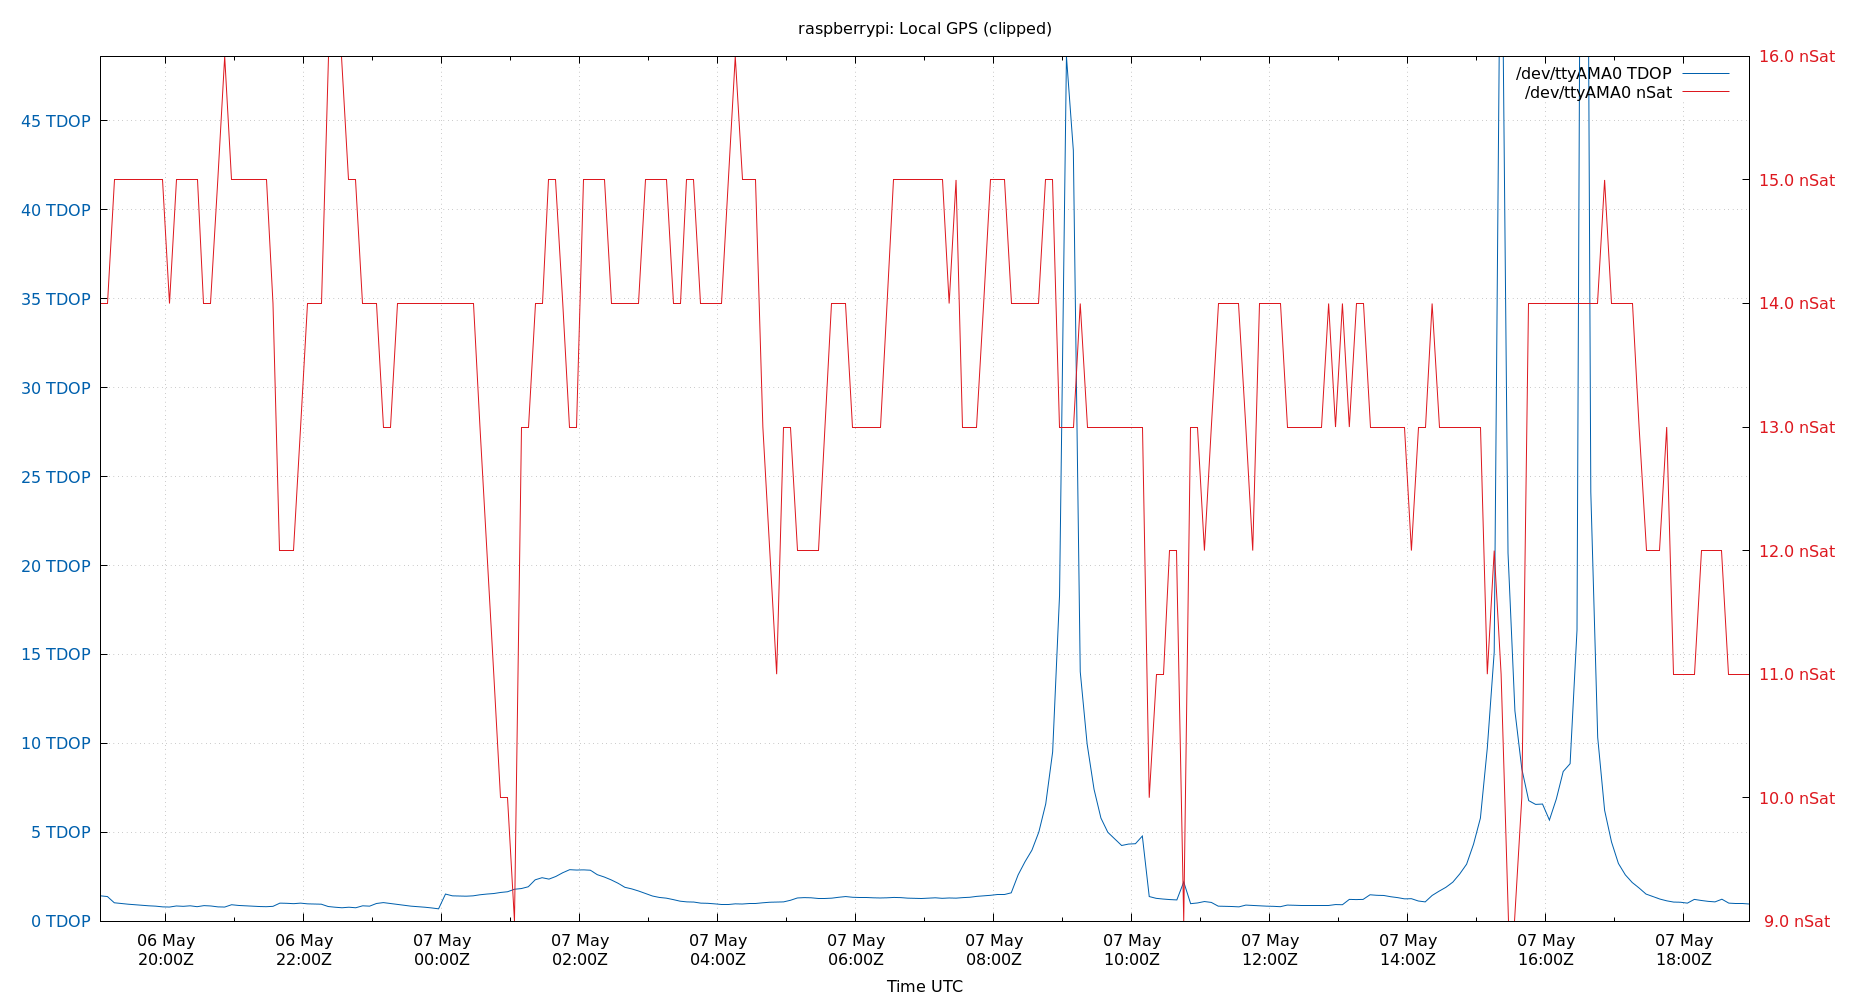 raspberrypi: Local GPS (clipped)
/dev/ttyAMA0 TDOP
/dev/ttyAMA0 nSat
45 TDOP
40 TDOP
35 TDOP
30 TDOP
25 TDOP
20 TDOP
15 TDOP
10 TDOP
5 TDOP
0 TDOP
16.0 nSat
15.0 nSat
14.0 nSat
13.0 nSat
12.0 nSat
11.0 nSat
10.0 nSat
9.0 nSat
06 May
20:00Z
06 May
22:00Z
07 May
00:00Z
07 May
02:00Z
07 May
04:00Z
07 May
06:00Z
07 May
08:00Z
07 May
10:00Z
07 May
12:00Z
07 May
14:00Z
07 May
16:00Z
07 May
18:00Z
Time UTC